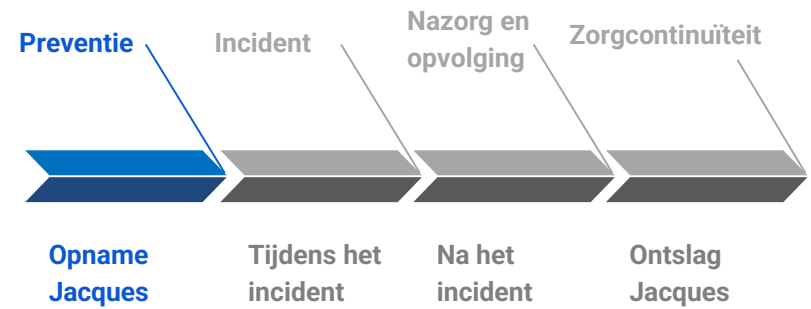 Preventie
Incident
Nazorg en
opvolging
Zorgcontinuïteit
Opname
Jacques
Tijdens het
incident
Na het
incident
Ontslag
Jacques